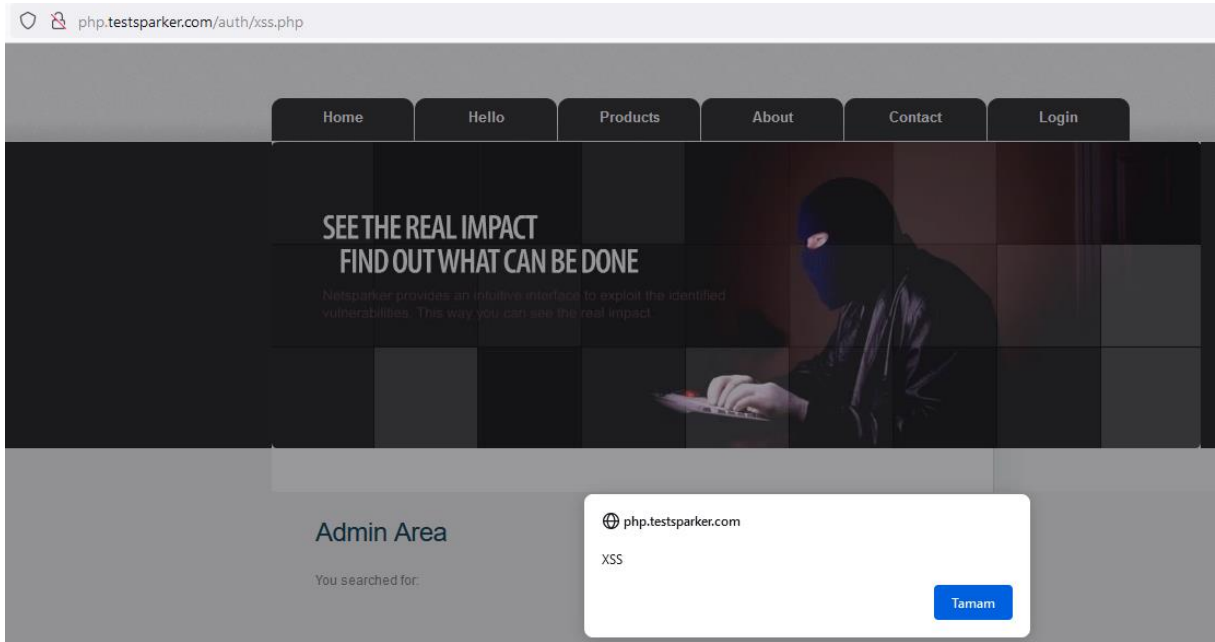 php.testsparker.com/auth/xss.php
Home Hello Products About Contact Login
SEE THE REAL IMPACT
FIND OUT WHAT CAN BE DONE
Netsparker provides an intuitive interface to exploit the identified
vulnerabilities. This way you can see the real impact
Admin Area
You searched for:
php.testsparker.com
XSS
Tamam